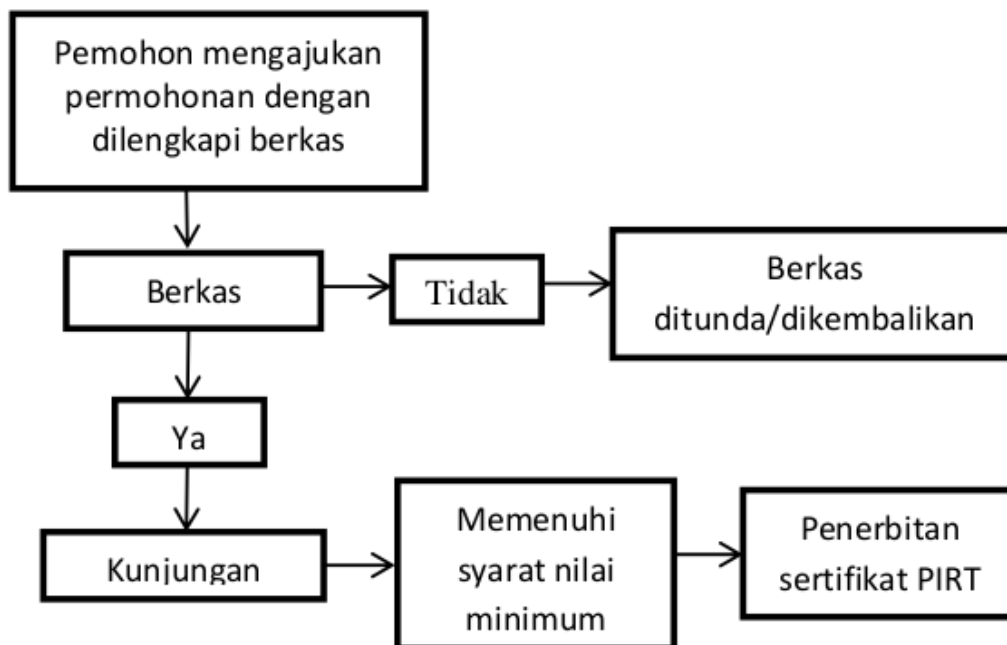 Pemohon mengajukan
permohonan dengan
dilengkapi berkas
Berkas
Tidak
Berkas
ditunda/dikembalikan
Ya
Kunjungan
Memenuhi
syarat nilai
minimum
Penerbitan
sertifikat PIRT